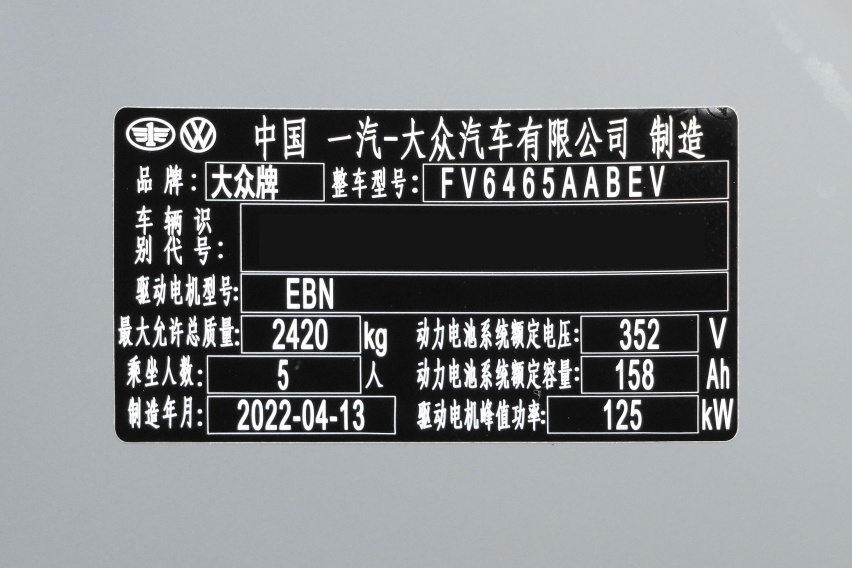 中国 一汽-大众汽车有限公司 制造
品牌: 大众牌 整车型号: FV6465AABEV
车辆识
别代号:
驱动电机型号: EBN
最大允许总质量: 2420 kg 动力电池系统额定电压: 352 V
乘坐人数: 5 人 动力电池系统额定容量: 158 Ah
制造年月: 2022-04-13 驱动电机峰值功率: 125 kW